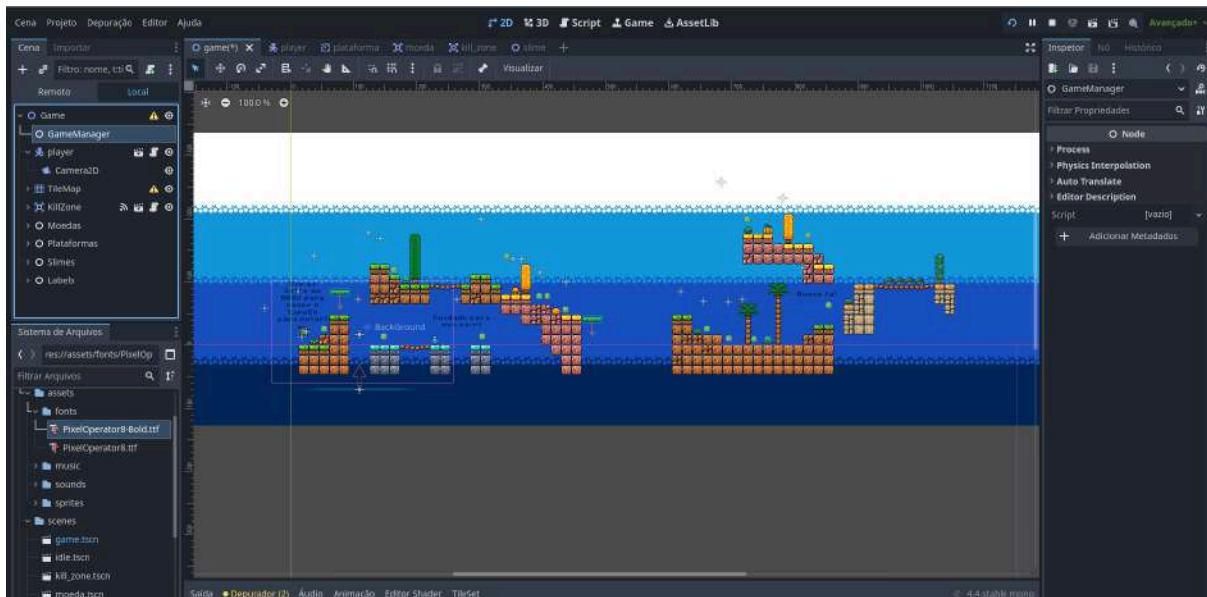 Cena Projeto Depuração Editor Ajuda
2D 3D Script Game AssetLib
Avançado+
Cena Importar
Filtro: nome, t:ti
Remoto Local
Game
GameManager
player
Camera2D
TileMap
KillZone
Moedas
Plataformas
Slimes
Labels
Sistema de Arquivos
res://assets/fonts/PixelOp
Filtrar Arquivos
assets
fonts
PixelOperator8-Bold.ttf
PixelOperator8.ttf
music
sounds
sprites
scenes
game.tscn
idle.tscn
kill_zone.tscn
moeda.tscn
game(*) player plataforma moeda kill_zone slime
Visualizar
100.0 %
Background
Saída Depurador (2) Áudio Animação Editor Shader TileSet
4.4.stable.mono
Inspetor Nó Histórico
GameManager
Filtrar Propriedades
Node
Process
Physics Interpolation
Auto Translate
Editor Description
Script [vazio]
Adicionar Metadados